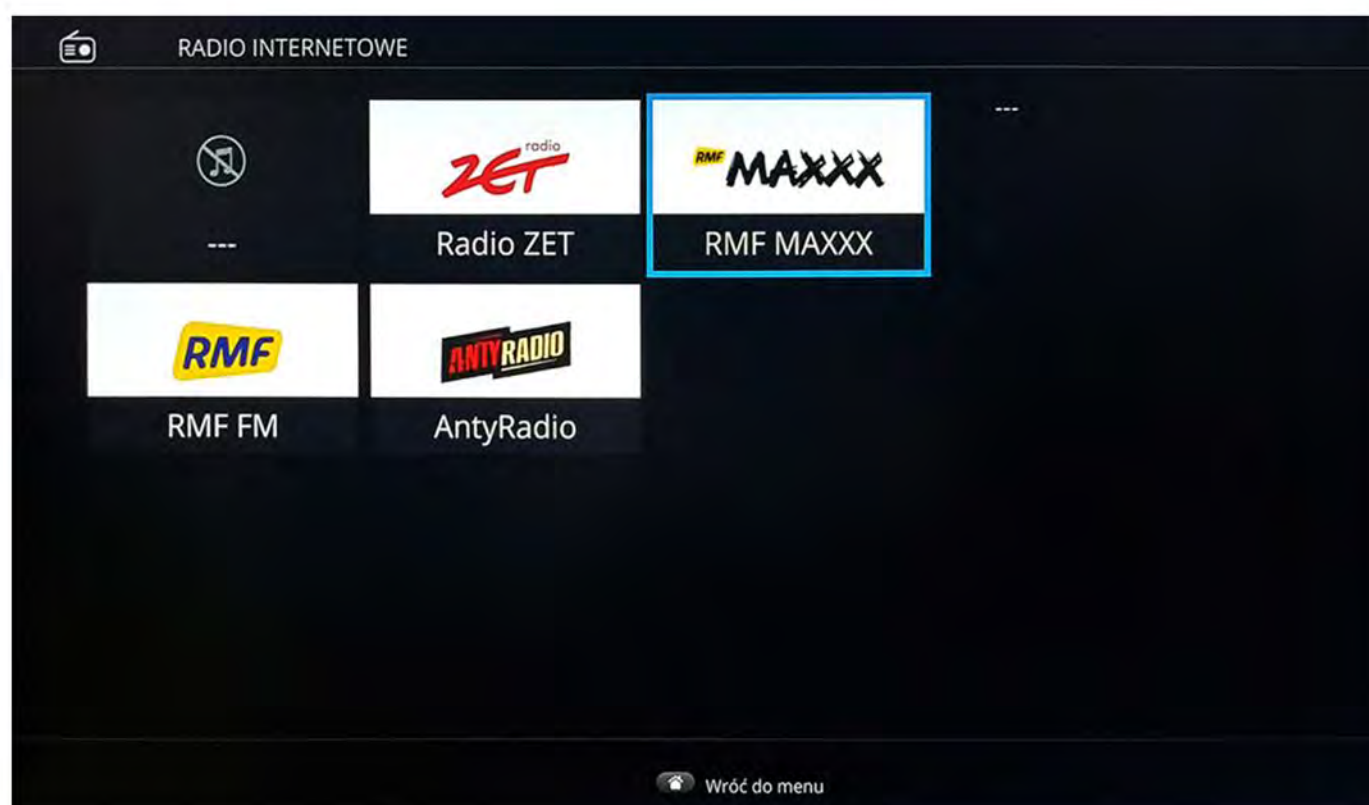 RADIO INTERNETOWE
---
radio
ZET
RMF MAXXX
---
Radio ZET
RMF MAXXX
RMF
ANTYRADIO
RMF FM
AntyRadio
Wróć do menu